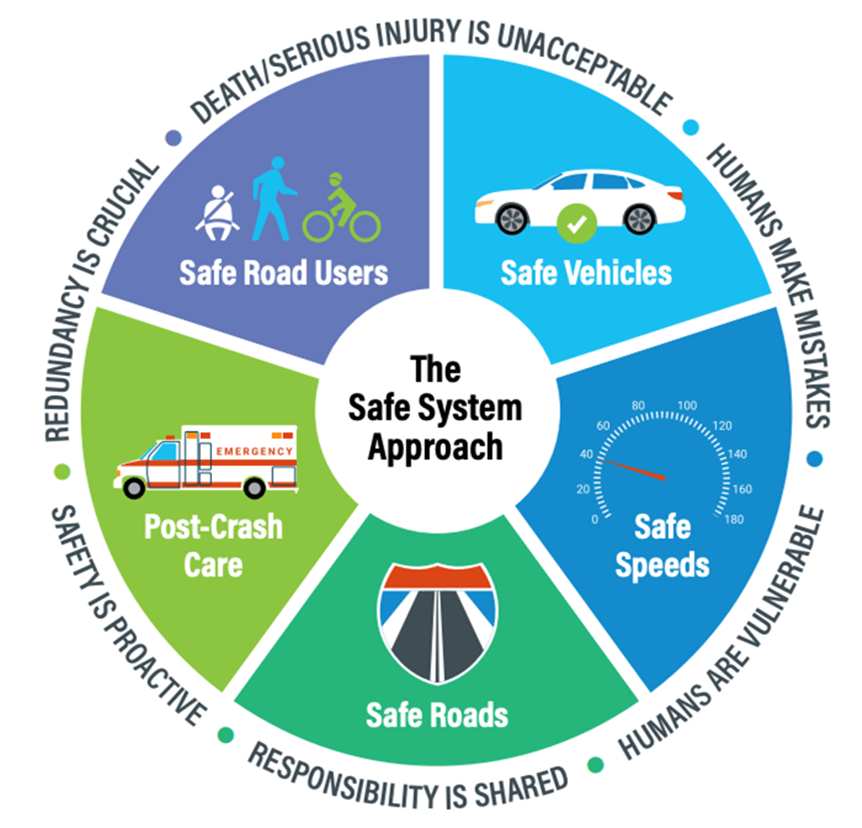 DEATH/SERIOUS INJURY IS UNACCEPTABLE
HUMANS MAKE MISTAKES
HUMANS ARE VULNERABLE
RESPONSIBILITY IS SHARED
SAFETY IS PROACTIVE
REDUNDANCY IS CRUCIAL
The
Safe System
Approach
Safe Road Users
Safe Vehicles
0
20
40
60
80
100
120
140
160
180
Safe
Speeds
Safe Roads
EMERGENCY
Post-Crash
Care